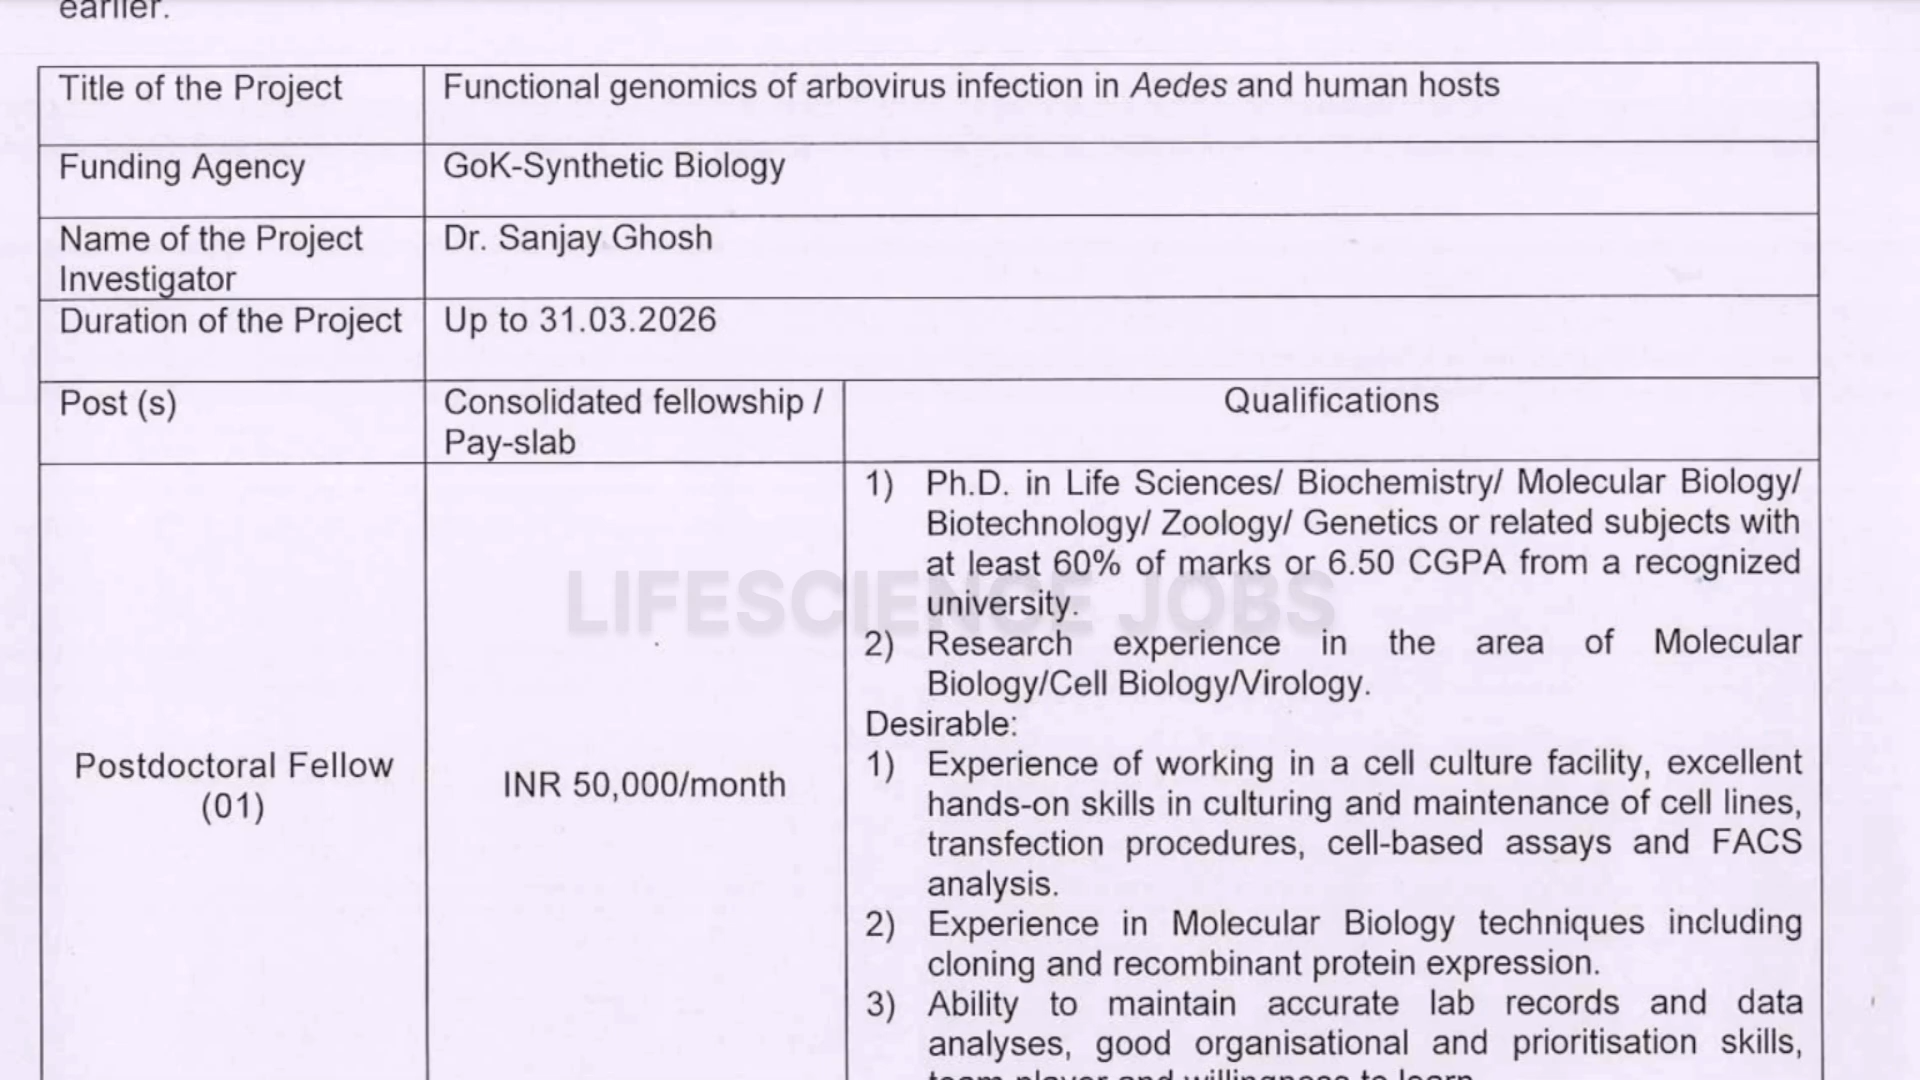 earlier.
Title of the Project
Functional genomics of arbovirus infection in Aedes and human hosts
Funding Agency
GoK-Synthetic Biology
Name of the Project
Investigator
Dr. Sanjay Ghosh
Duration of the Project
Up to 31.03.2026
Post (s)
Consolidated fellowship /
Pay-slab
Qualifications
Postdoctoral Fellow
(01)
INR 50,000/month
1) Ph.D. in Life Sciences/ Biochemistry/ Molecular Biology/
Biotechnology/ Zoology/ Genetics or related subjects with
at least 60% of marks or 6.50 CGPA from a recognized
university.
2) Research experience in the area of Molecular
Biology/Cell Biology/Virology.
Desirable:
1) Experience of working in a cell culture facility, excellent
hands-on skills in culturing and maintenance of cell lines,
transfection procedures, cell-based assays and FACS
analysis.
2) Experience in Molecular Biology techniques including
cloning and recombinant protein expression.
3) Ability to maintain accurate lab records and data
analyses, good organisational and prioritisation skills,
team player and willingness to learn
LIFESCIENCE JOBS